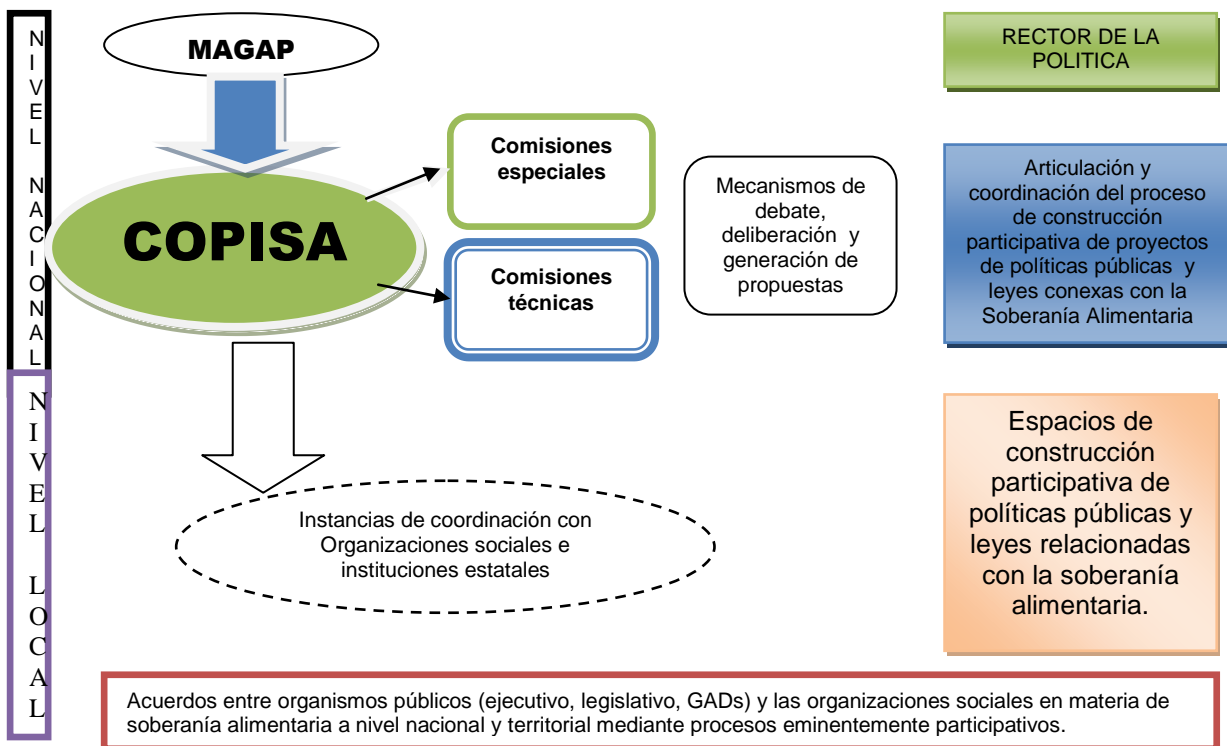 NIVEL NACIONAL
MAGAP
RECTOR DE LA
POLITICA
COPISA
Comisiones
especiales
Comisiones
técnicas
Mecanismos de
debate,
deliberación y
generación de
propuestas
Articulación y
coordinación del proceso
de construcción
participativa de proyectos
de políticas públicas y
leyes conexas con la
Soberanía Alimentaria
NIVEL LOCAL
Instancias de coordinación con
Organizaciones sociales e
instituciones estatales
Espacios de
construcción
participativa de
políticas públicas y
leyes relacionadas
con la soberanía
alimentaria.
Acuerdos entre organismos públicos (ejecutivo, legislativo, GADs) y las organizaciones sociales en materia de
soberanía alimentaria a nivel nacional y territorial mediante procesos eminentemente participativos.